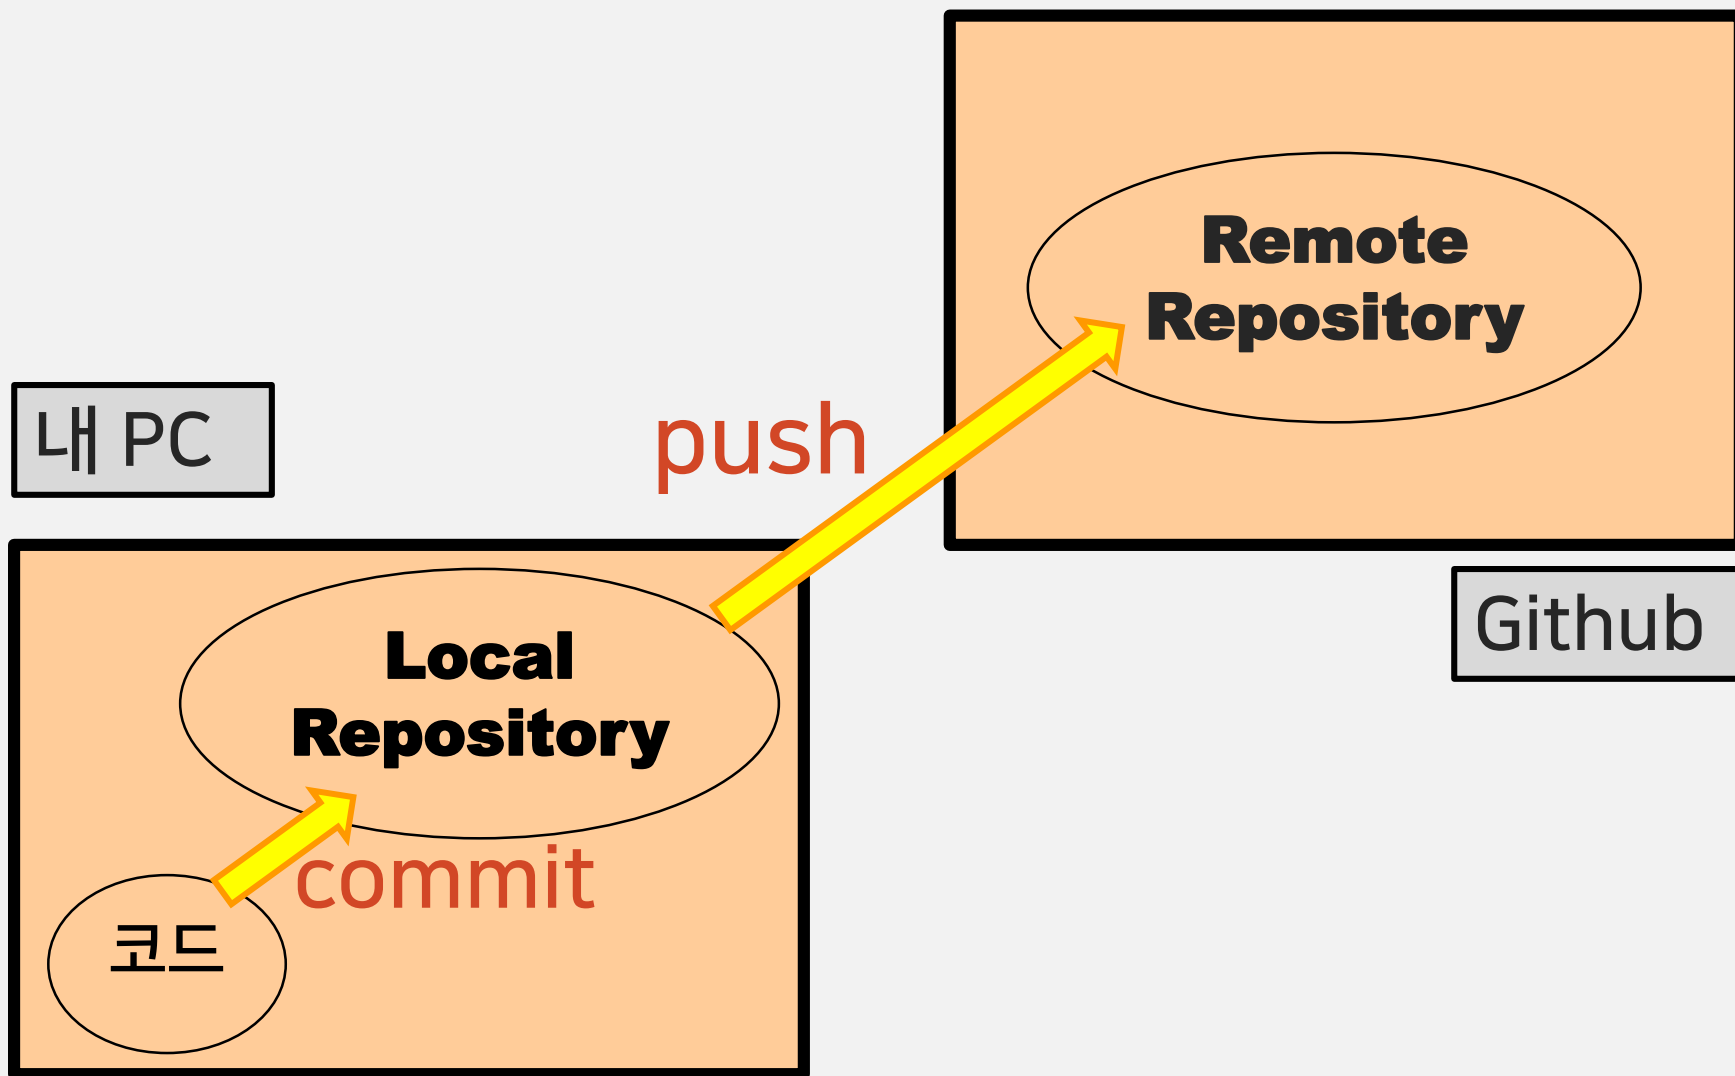 Remote
Repository
내 PC
push
Github
Local
Repository
commit
코드